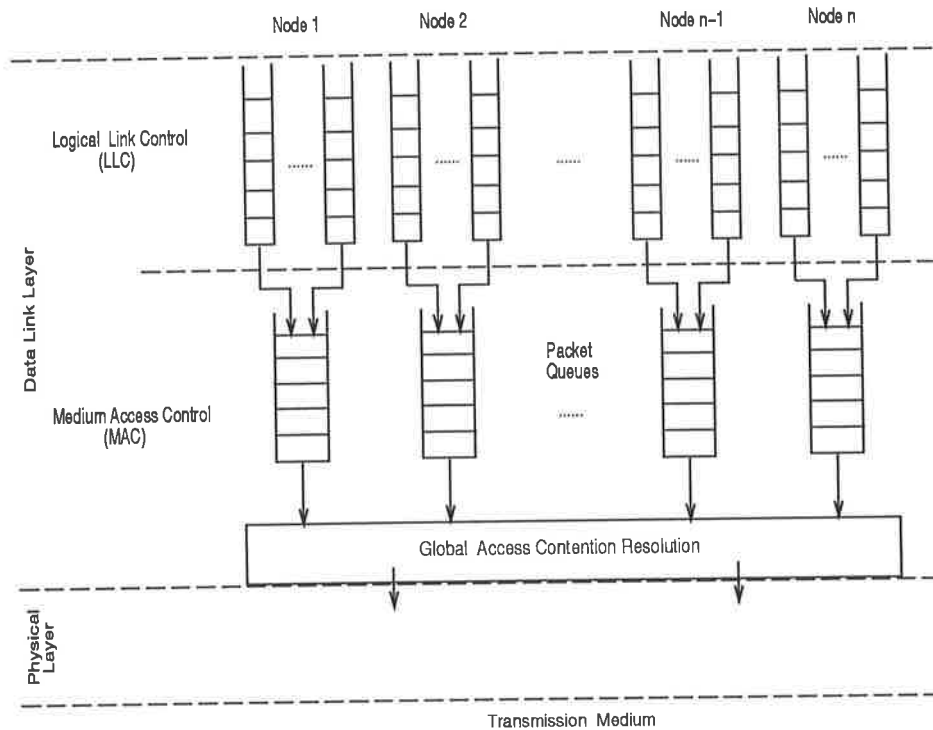 Node 1
Node 2
Node n-1
Node n
Logical Link Control
(LLC)
......
......
......
......
......
Data Link Layer
Packet
Queues
......
Medium Access Control
(MAC)
Global Access Contention Resolution
Physical
Layer
Transmission Medium